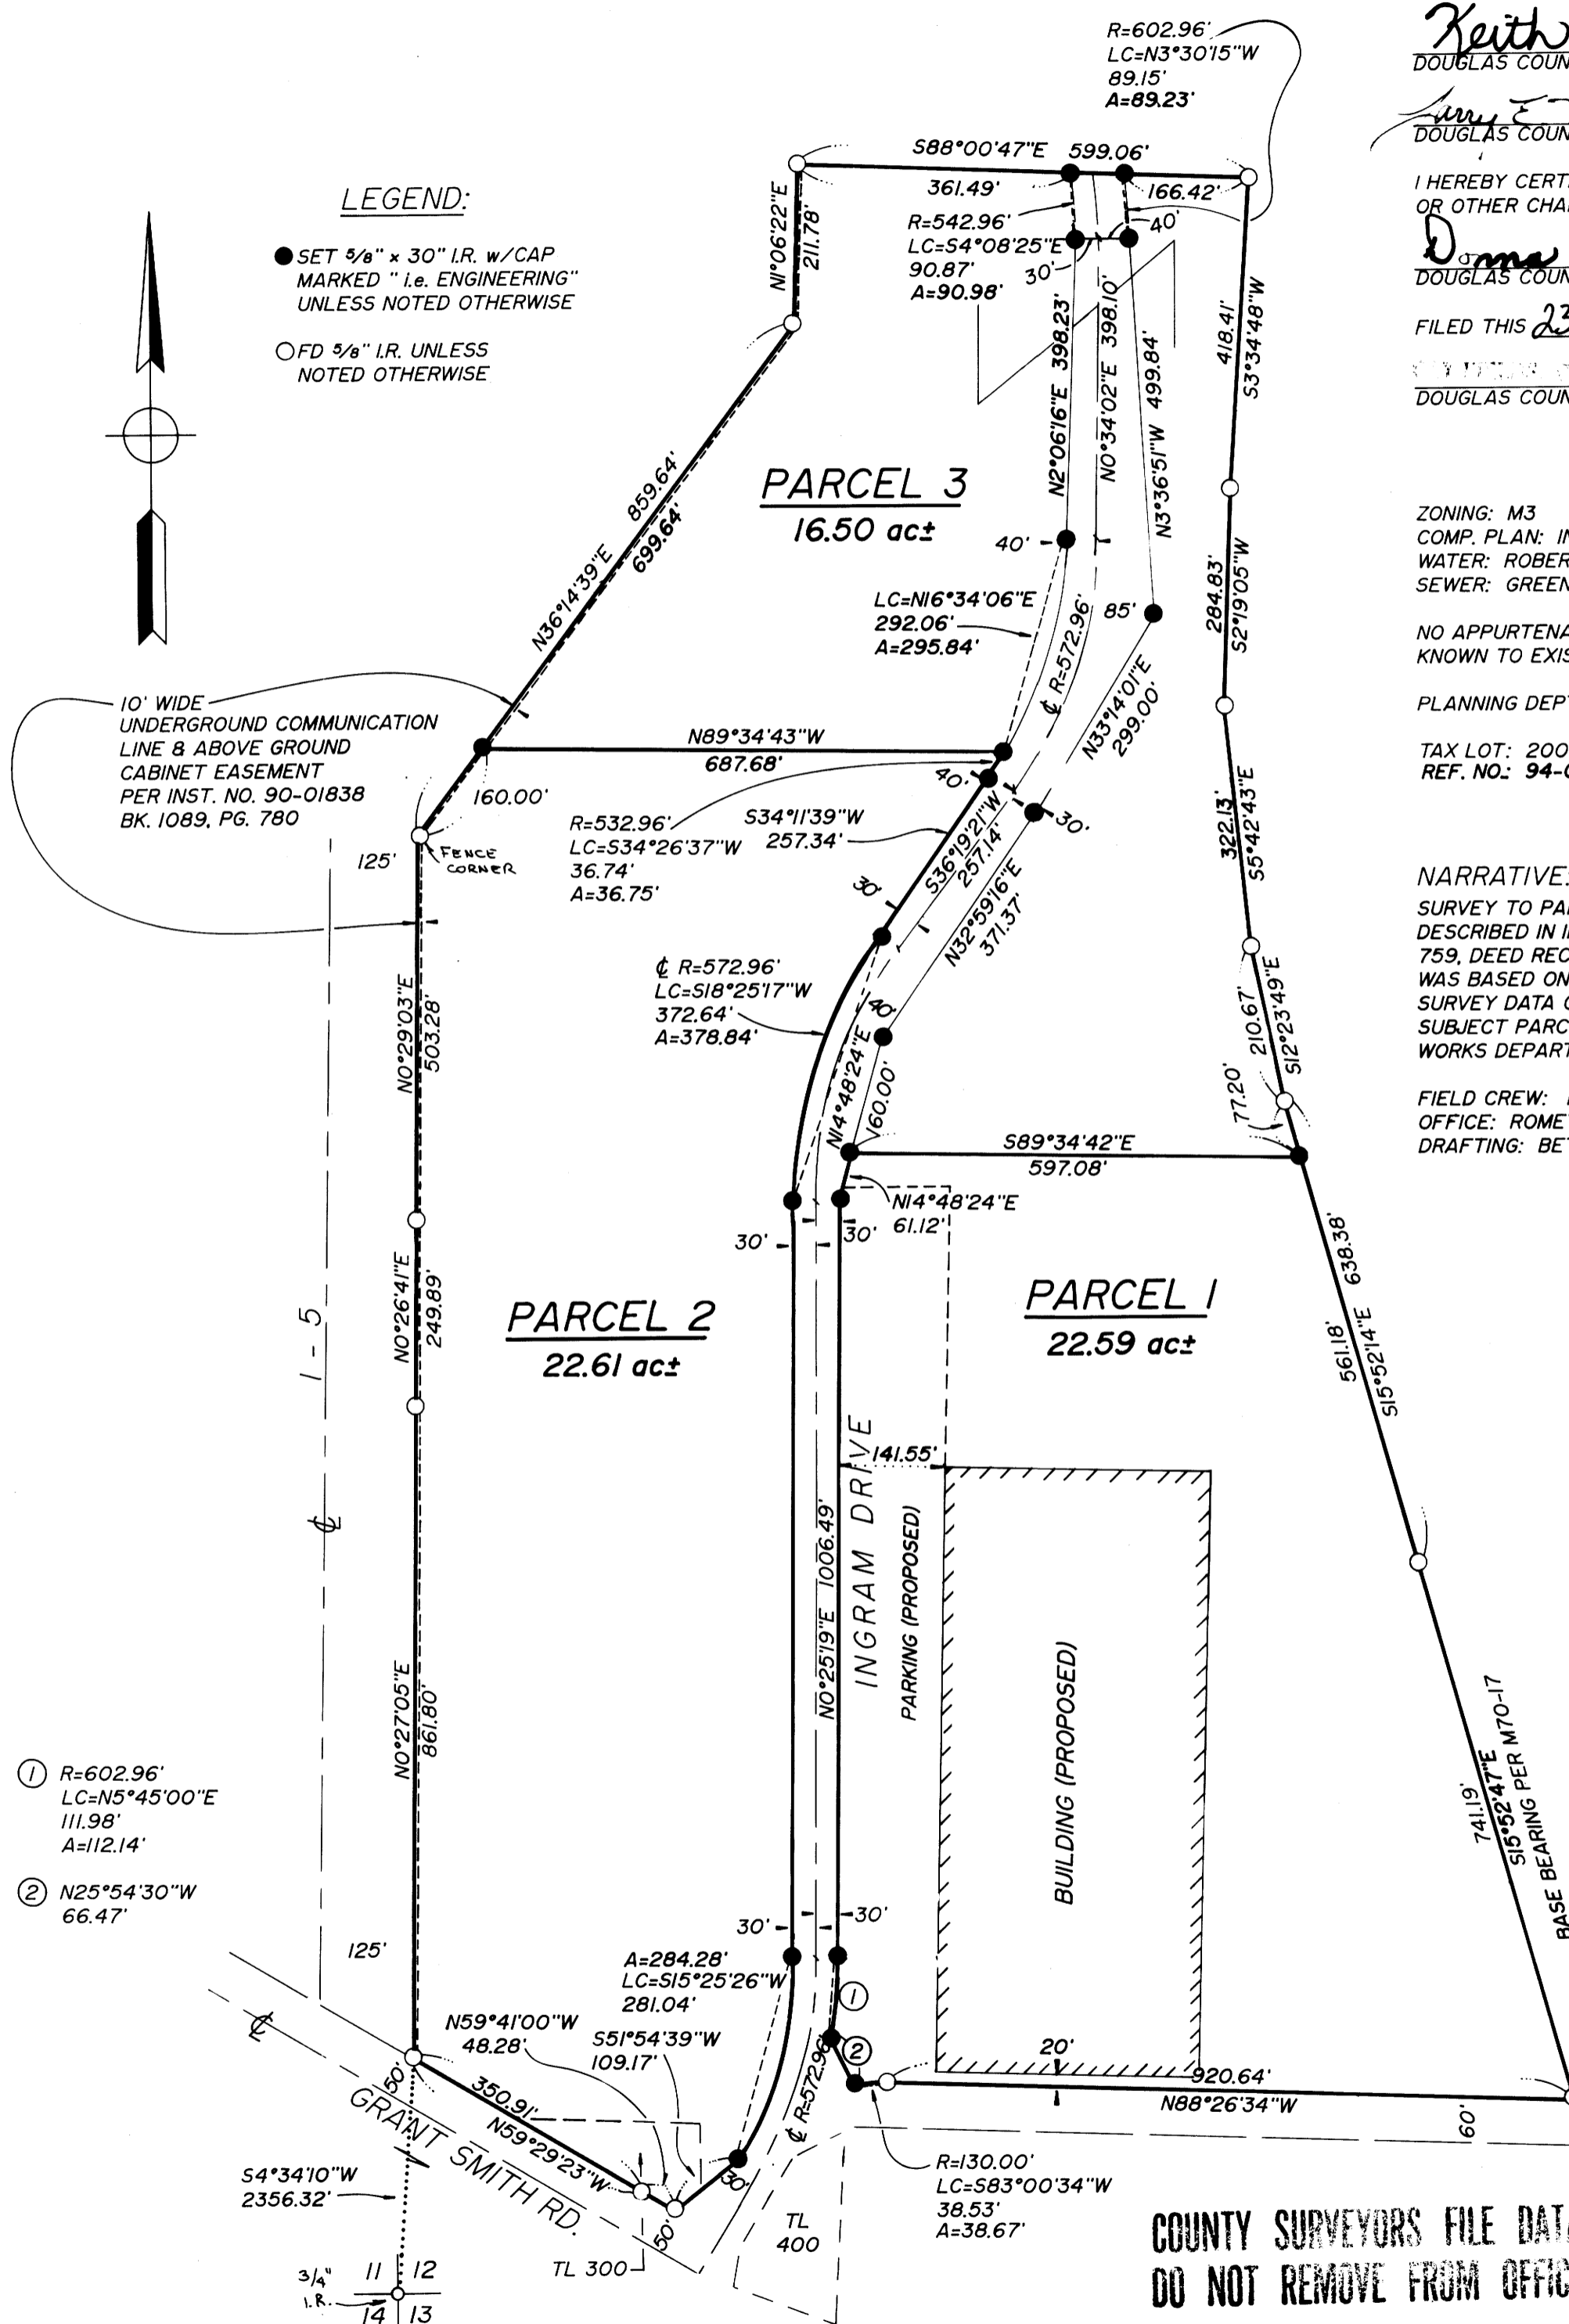 R=602.96'
LC=N3°30'15"W
89.15'
A=89.23'
Keith
DOUGLAS COUN
Larry E
DOUGLAS COUN
I HEREBY CERT
OR OTHER CHA
Donna
DOUGLAS COUN
FILED THIS 23
DOUGLAS COUN
LEGEND:
SET 5/8" x 30" I.R. w/CAP
MARKED " i.e. ENGINEERING"
UNLESS NOTED OTHERWISE
FD 5/8" I.R. UNLESS
NOTED OTHERWISE
S88°00'47"E 599.06'
361.49'
166.42'
N1°06'22"E
211.78'
R=542.96'
LC=S4°08'25"E
90.87'
A=90.98'
40'
30'
N2°06'16"E 398.23'
N0°34'02"E 398.10'
N3°36'51"W 499.84'
418.41'
S3°34'48"W
PARCEL 3
16.50 ac±
859.64'
699.64'
N36°14'39"E
40'
LC=N16°34'06"E
292.06'
A=295.84'
85'
℄ R=572.96'
N33°14'01"E
299.00'
284.83'
S2°19'05"W
ZONING: M3
COMP. PLAN: IN
WATER: ROBER
SEWER: GREEN
NO APPURTENA
KNOWN TO EXIS
PLANNING DEPT
TAX LOT: 200
REF. NO.: 94-0
10' WIDE
UNDERGROUND COMMUNICATION
LINE & ABOVE GROUND
CABINET EASEMENT
PER INST. NO. 90-01838
BK. 1089, PG. 780
N89°34'43"W
687.68'
160.00'
R=532.96'
LC=S34°26'37"W
36.74'
A=36.75'
S34°11'39"W
257.34'
40'
30'
S36°19'21"W
257.14'
30'
N32°59'16"E
371.37'
125'
FENCE
CORNER
322.13'
S5°42'43"E
NARRATIVE:
SURVEY TO PA
DESCRIBED IN I
759, DEED REC
WAS BASED ON
SURVEY DATA
SUBJECT PARC
WORKS DEPART
FIELD CREW:
OFFICE: ROME
DRAFTING: BE
N0°29'03"E
503.28'
℄ R=572.96'
LC=S18°25'17"W
372.64'
A=378.84'
40'
N14°48'24"E
160.00'
210.67'
S12°23'49"E
77.20'
S89°34'42"E
597.08'
N14°48'24"E
61.12'
30'
30'
N0°26'41"E
249.89'
I - 5
℄
PARCEL 2
22.61 ac±
PARCEL 1
22.59 ac±
638.38'
561.18'
S15°52'14"E
141.55'
INGRAM DRIVE
N0°25'19"E 1006.49'
PARKING (PROPOSED)
BUILDING (PROPOSED)
N0°27'05"E
861.80'
741.19'
S15°52'47"E
BASE BEARING PER M70-17
1 R=602.96'
LC=N5°45'00"E
111.98'
A=112.14'
2 N25°54'30"W
66.47'
125'
30'
30'
A=284.28'
LC=S15°25'26"W
281.04'
1
2
N59°41'00"W
48.28'
S51°54'39"W
109.17'
℄ R=572.96'
20'
920.64'
N88°26'34"W
60'
℄
50'
350.91'
N59°29'23"W
GRANT SMITH RD.
30'
50'
R=130.00'
LC=S83°00'34"W
38.53'
A=38.67'
S4°34'10"W
2356.32'
TL 300
TL
400
3/4"
I.R.
11 12
14 13
COUNTY SURVEYORS FILE DATA
DO NOT REMOVE FROM OFFIC